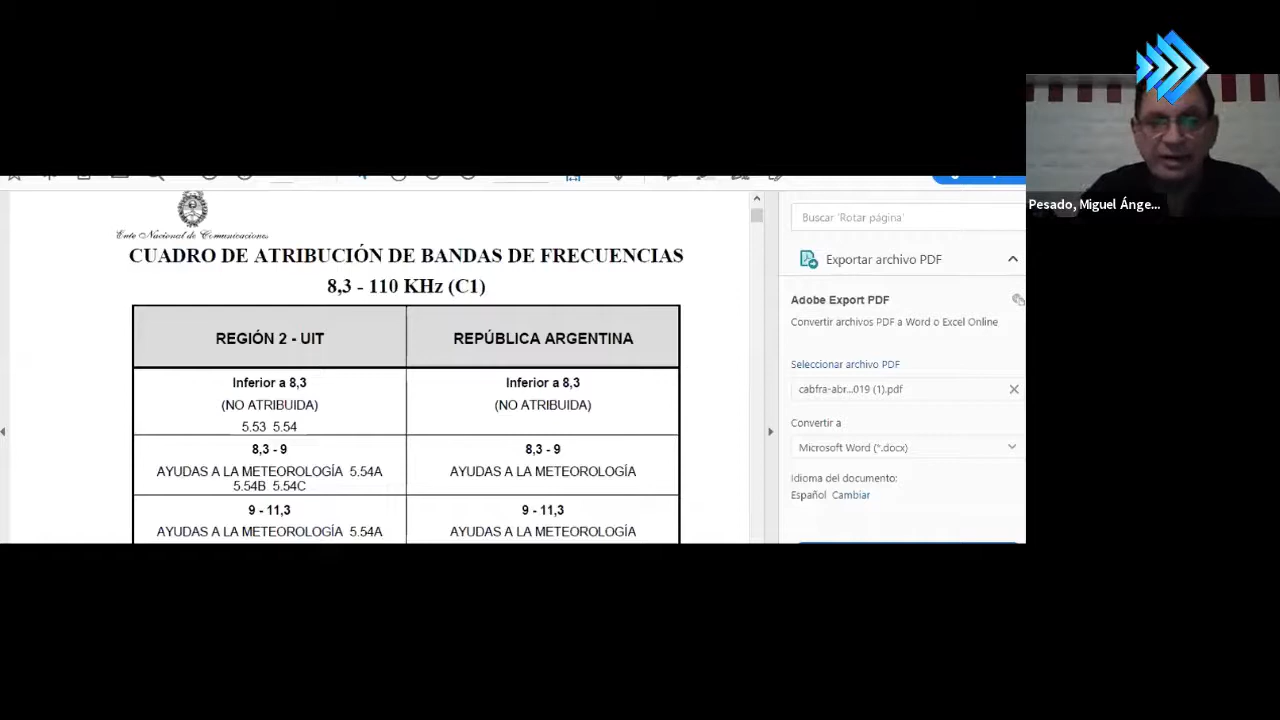 Ente Nacional de Comunicaciones
CUADRO DE ATRIBUCIÓN DE BANDAS DE FRECUENCIAS
8,3 - 110 KHz (C1)
REGIÓN 2 - UIT
REPÚBLICA ARGENTINA
Inferior a 8,3
(NO ATRIBUIDA)
5.53 5.54
Inferior a 8,3
(NO ATRIBUIDA)
8,3 - 9
AYUDAS A LA METEOROLOGÍA 5.54A
5.54B 5.54C
8,3 - 9
AYUDAS A LA METEOROLOGÍA
9 - 11,3
AYUDAS A LA METEOROLOGÍA 5.54A
9 - 11,3
AYUDAS A LA METEOROLOGÍA
Buscar 'Rotar página'
Exportar archivo PDF
Adobe Export PDF
Convertir archivos PDF a Word o Excel Online
Seleccionar archivo PDF
cabfra-abr...019 (1).pdf
Convertir a
Microsoft Word (*.docx)
Idioma del documento:
Español Cambiar
Pesado, Miguel Ánge...